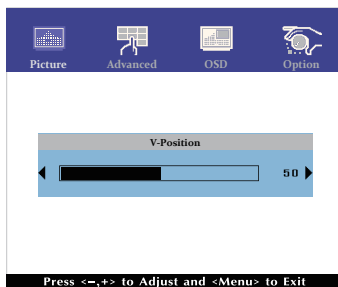 Picture Advanced OSD Option
V-Position
50
Press <–,+> to Adjust and <Menu> to Exit